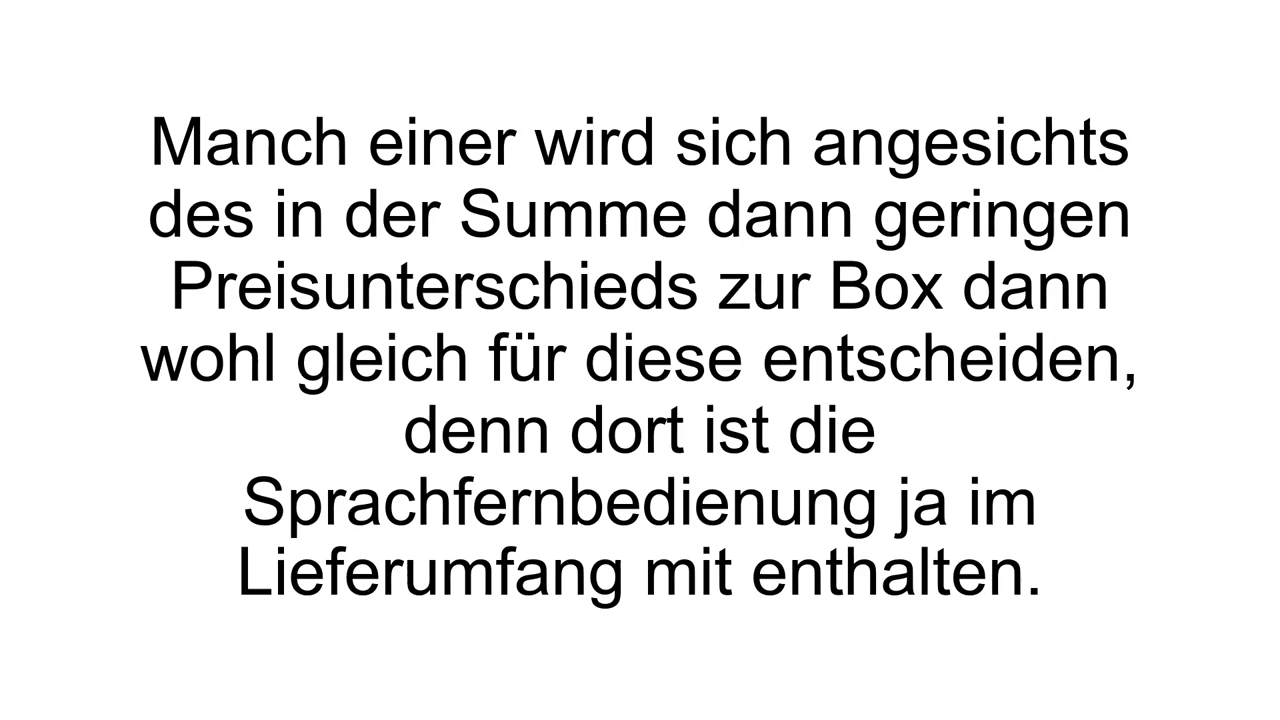 Manch einer wird sich angesichts
des in der Summe dann geringen
Preisunterschieds zur Box dann
wohl gleich für diese entscheiden,
denn dort ist die
Sprachfernbedienung ja im
Lieferumfang mit enthalten.